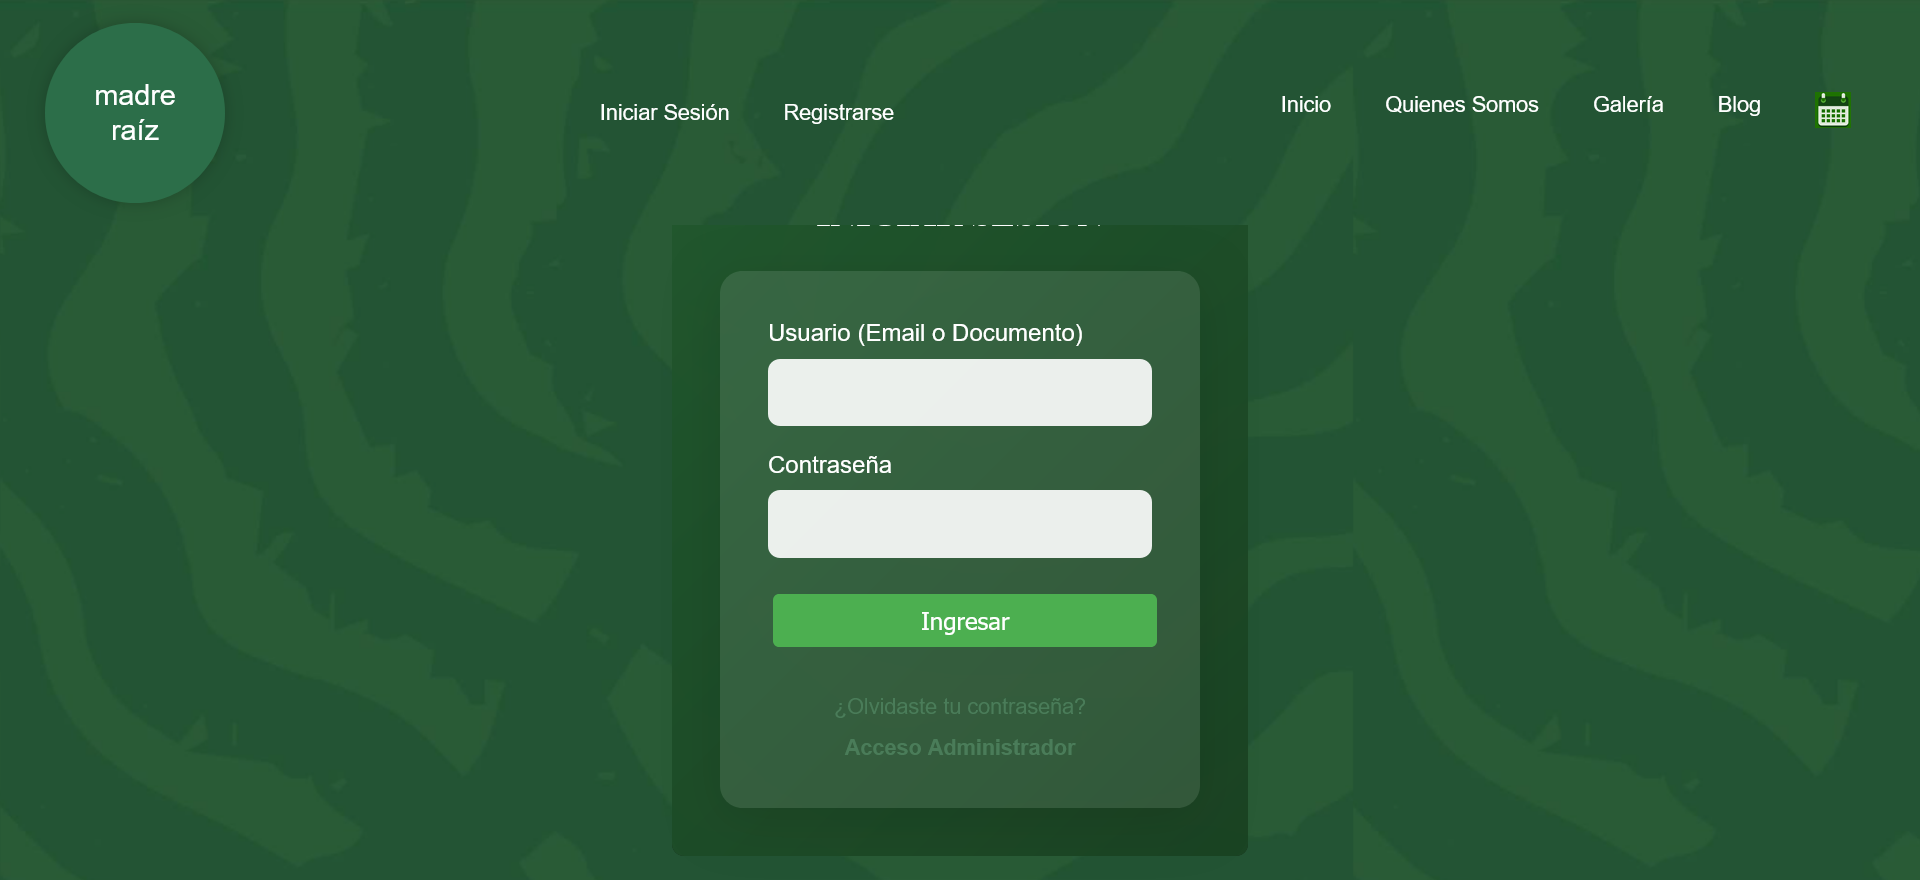 madre
raíz
Iniciar Sesión
Registrarse
Inicio
Quienes Somos
Galería
Blog
Usuario (Email o Documento)
Contraseña
Ingresar
¿Olvidaste tu contraseña?
Acceso Administrador